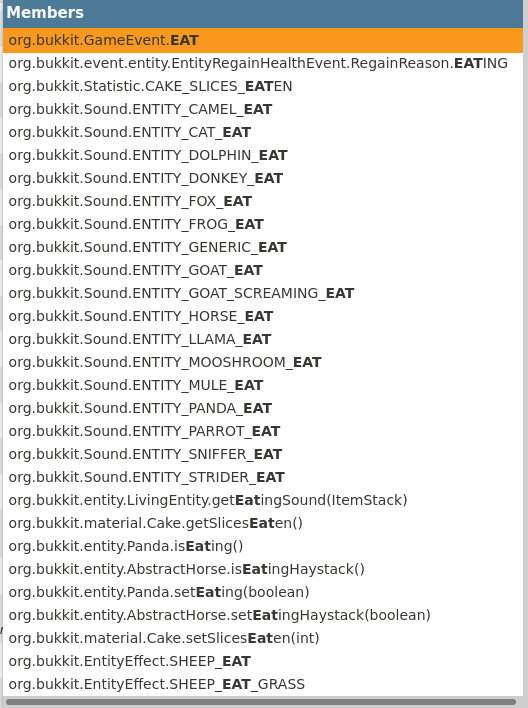 Members
org.bukkit.GameEvent.EAT
org.bukkit.event.entity.EntityRegainHealthEvent.RegainReason.EATING
org.bukkit.Statistic.CAKE_SLICES_EATEN
org.bukkit.Sound.ENTITY_CAMEL_EAT
org.bukkit.Sound.ENTITY_CAT_EAT
org.bukkit.Sound.ENTITY_DOLPHIN_EAT
org.bukkit.Sound.ENTITY_DONKEY_EAT
org.bukkit.Sound.ENTITY_FOX_EAT
org.bukkit.Sound.ENTITY_FROG_EAT
org.bukkit.Sound.ENTITY_GENERIC_EAT
org.bukkit.Sound.ENTITY_GOAT_EAT
org.bukkit.Sound.ENTITY_GOAT_SCREAMING_EAT
org.bukkit.Sound.ENTITY_HORSE_EAT
org.bukkit.Sound.ENTITY_LLAMA_EAT
org.bukkit.Sound.ENTITY_MOOSHROOM_EAT
org.bukkit.Sound.ENTITY_MULE_EAT
org.bukkit.Sound.ENTITY_PANDA_EAT
org.bukkit.Sound.ENTITY_PARROT_EAT
org.bukkit.Sound.ENTITY_SNIFFER_EAT
org.bukkit.Sound.ENTITY_STRIDER_EAT
org.bukkit.entity.LivingEntity.getEatingSound(ItemStack)
org.bukkit.material.Cake.getSlicesEaten()
org.bukkit.entity.Panda.isEating()
org.bukkit.entity.AbstractHorse.isEatingHaystack()
org.bukkit.entity.Panda.setEating(boolean)
org.bukkit.entity.AbstractHorse.setEatingHaystack(boolean)
org.bukkit.material.Cake.setSlicesEaten(int)
org.bukkit.EntityEffect.SHEEP_EAT
org.bukkit.EntityEffect.SHEEP_EAT_GRASS